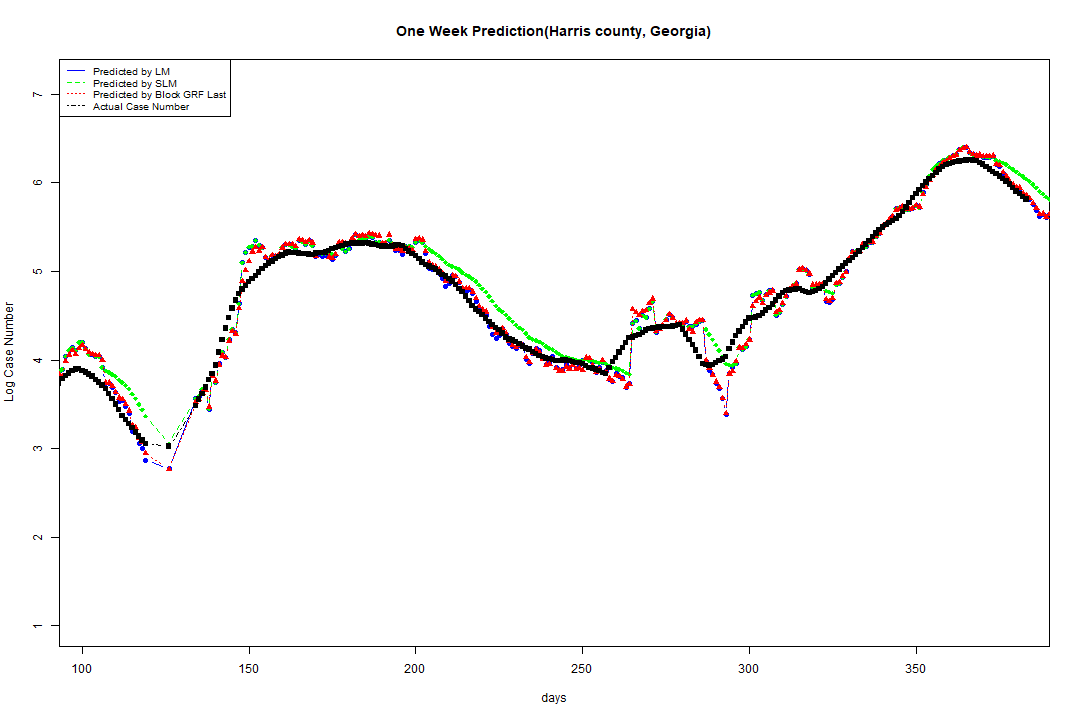 One Week Prediction(Harris county, Georgia)
Predicted by LM
Predicted by SLM
Predicted by Block GRF Last
Actual Case Number
7
6
5
4
3
2
1
Log Case Number
100 150 200 250 300 350
days